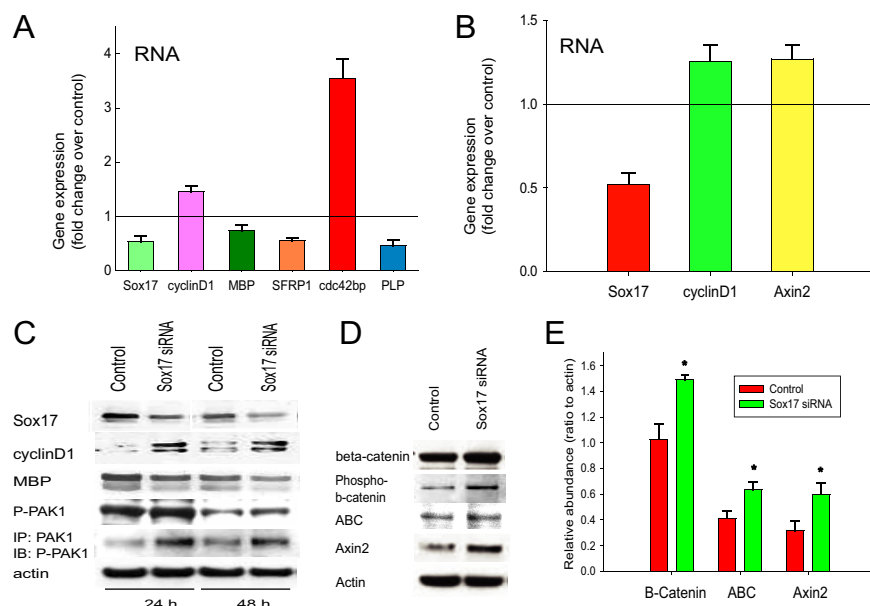 A
RNA
Gene expression
(fold change over control)
4
3
2
1
0
Sox17 cyclinD1 MBP SFRP1 cdc42bp PLP
B
RNA
Gene expression
(fold change over control)
1.5
1.0
0.5
0.0
Sox17 cyclinD1 Axin2
C
Control
Sox17 siRNA
Control
Sox17 siRNA
Sox17
cyclinD1
MBP
P-PAK1
IP: PAK1
IB: P-PAK1
actin
24 h 48 h
D
Control
Sox17 siRNA
beta-catenin
Phospho-
b-catenin
ABC
Axin2
Actin
E
Relative abundance (ratio to actin)
1.6
1.4
1.2
1.0
0.8
0.6
0.4
0.2
0.0
*
*
*
Control
Sox17 siRNA
B-Catenin ABC Axin2